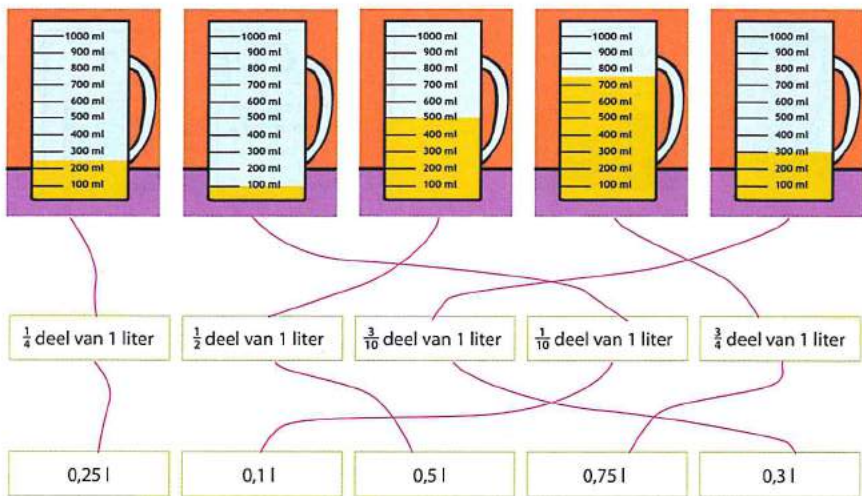 1000 ml
900 ml
800 ml
700 ml
600 ml
500 ml
400 ml
300 ml
200 ml
100 ml
1000 ml
900 ml
800 ml
700 ml
600 ml
500 ml
400 ml
300 ml
200 ml
100 ml
1000 ml
900 ml
800 ml
700 ml
600 ml
500 ml
400 ml
300 ml
200 ml
100 ml
1000 ml
900 ml
800 ml
700 ml
600 ml
500 ml
400 ml
300 ml
200 ml
100 ml
1000 ml
900 ml
800 ml
700 ml
600 ml
500 ml
400 ml
300 ml
200 ml
100 ml
1/4 deel van 1 liter
1/2 deel van 1 liter
3/10 deel van 1 liter
1/10 deel van 1 liter
3/4 deel van 1 liter
0,25 l
0,1 l
0,5 l
0,75 l
0,3 l